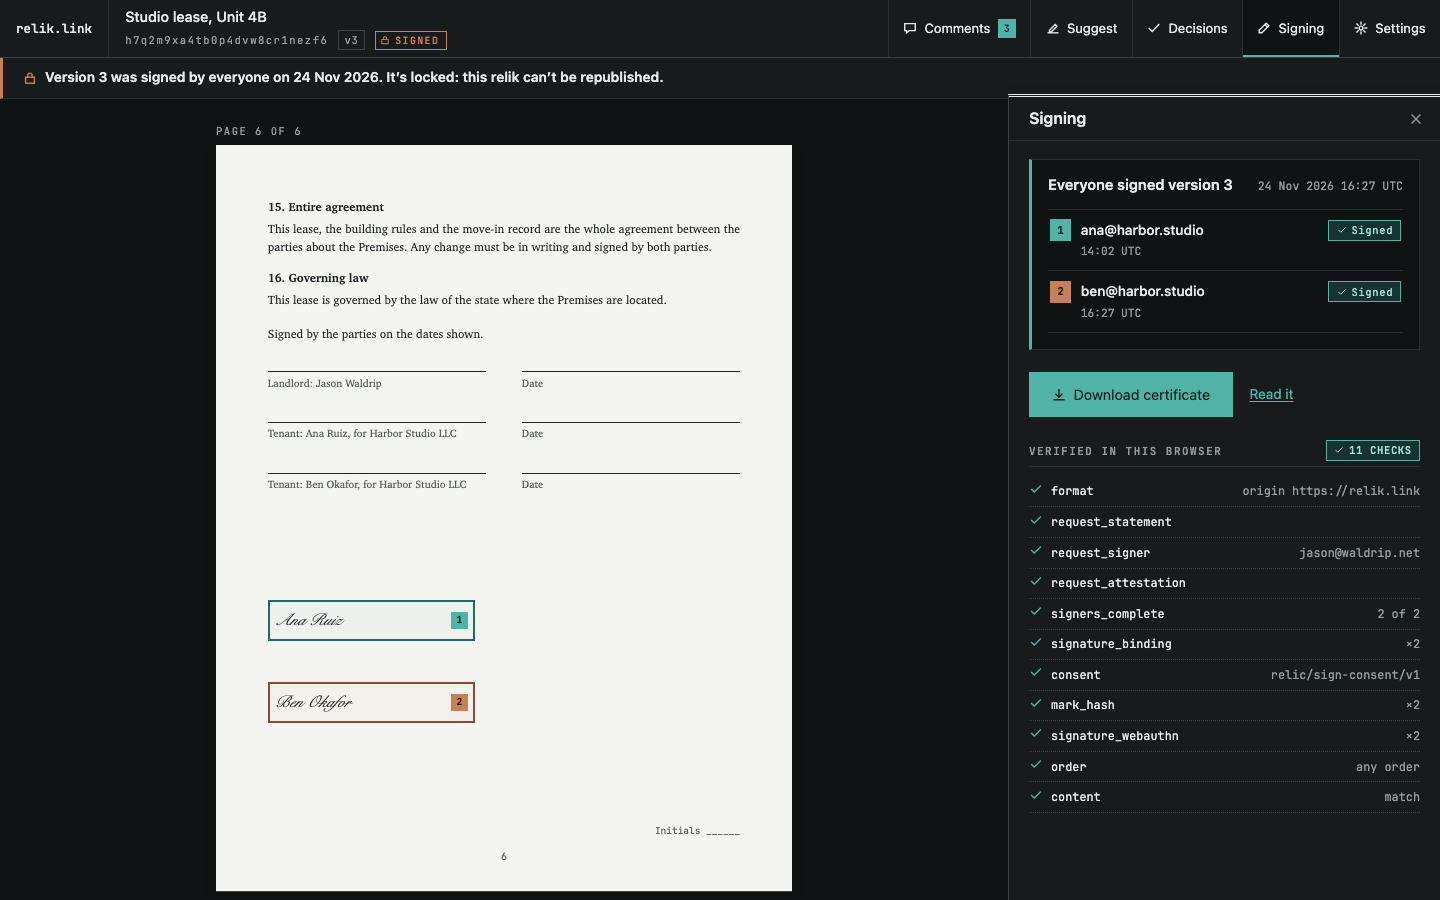 relik.link
Studio lease, Unit 4B
h7q2m9xa4tb0p4dvw8cr1nezf6 v3 SIGNED
Comments 3 Suggest Decisions Signing Settings
Version 3 was signed by everyone on 24 Nov 2026. It’s locked: this relik can’t be republished.
PAGE 6 OF 6
15. Entire agreement
This lease, the building rules and the move-in record are the whole agreement between the
parties about the Premises. Any change must be in writing and signed by both parties.
16. Governing law
This lease is governed by the law of the state where the Premises are located.
Signed by the parties on the dates shown.
Landlord: Jason Waldrip Date
Tenant: Ana Ruiz, for Harbor Studio LLC Date
Tenant: Ben Okafor, for Harbor Studio LLC Date
Ana Ruiz 1
Ben Okafor 2
Initials ______
6
Signing
Everyone signed version 3 24 Nov 2026 16:27 UTC
1 ana@harbor.studio Signed
14:02 UTC
2 ben@harbor.studio Signed
16:27 UTC
Download certificate Read it
VERIFIED IN THIS BROWSER 11 CHECKS
format origin https://relik.link
request_statement
request_signer jason@waldrip.net
request_attestation
signers_complete 2 of 2
signature_binding ×2
consent relic/sign-consent/v1
mark_hash ×2
signature_webauthn ×2
order any order
content match